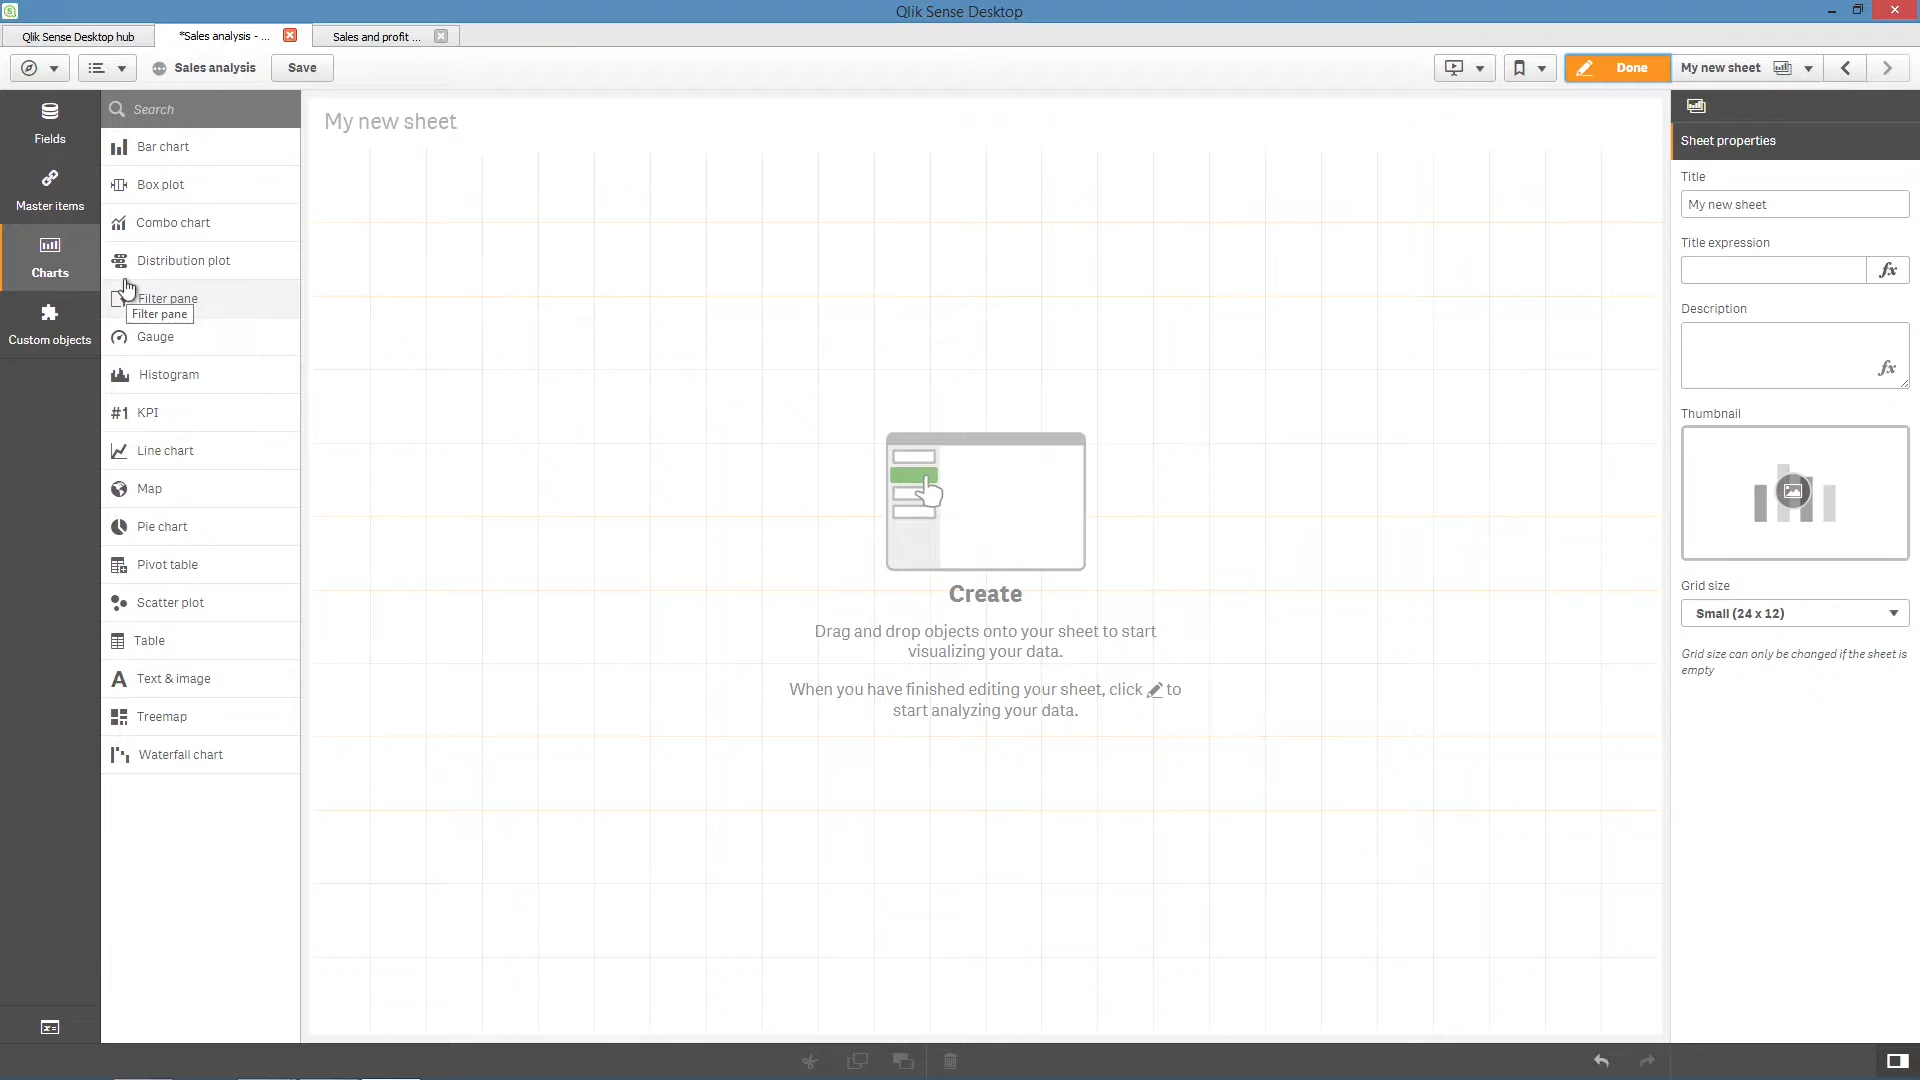 Qlik Sense Desktop
Qlik Sense Desktop hub
*Sales analysis - ...
Sales and profit ...
Sales analysis
Save
Done
My new sheet
Fields
Master items
Charts
Custom objects
Search
Bar chart
Box plot
Combo chart
Distribution plot
Filter pane
Filter pane
Gauge
Histogram
#1 KPI
Line chart
Map
Pie chart
Pivot table
Scatter plot
Table
A Text & image
Treemap
Waterfall chart
My new sheet
Create
Drag and drop objects onto your sheet to start
visualizing your data.
When you have finished editing your sheet, click to
start analyzing your data.
Sheet properties
Title
My new sheet
Title expression
fx
Description
fx
Thumbnail
Grid size
Small (24 x 12)
Grid size can only be changed if the sheet is
empty
x=